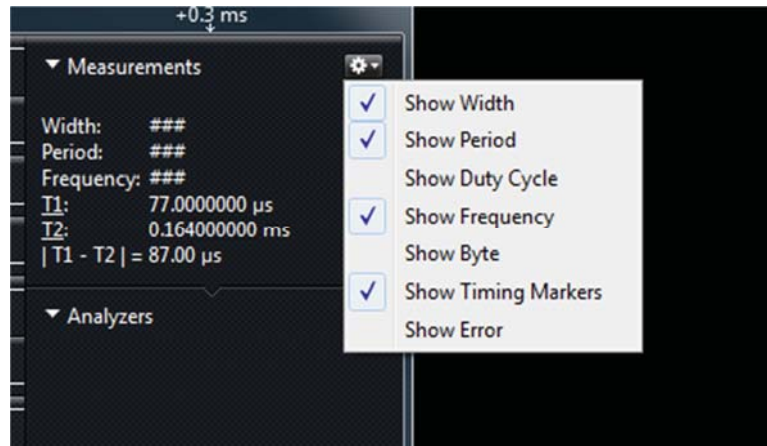 +0.3 ms
Measurements
Width: ###
Period: ###
Frequency: ###
T1: 77.0000000 µs
T2: 0.164000000 ms
| T1 - T2 | = 87.00 µs
Analyzers
Show Width
Show Period
Show Duty Cycle
Show Frequency
Show Byte
Show Timing Markers
Show Error